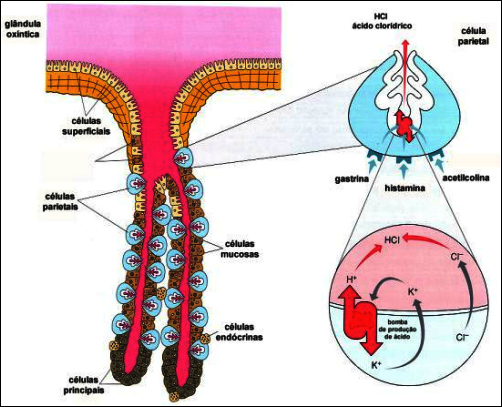 glândula
oxíntica
células
superficiais
células
parietais
células
mucosas
células
endócrinas
células
principais
HCl
ácido clorídrico
célula
parietal
gastrina
histamina
acetilcolina
HCl
H⁺
Cl⁻
K⁺
bomba
de produção
de ácido
Cl⁻
K⁺